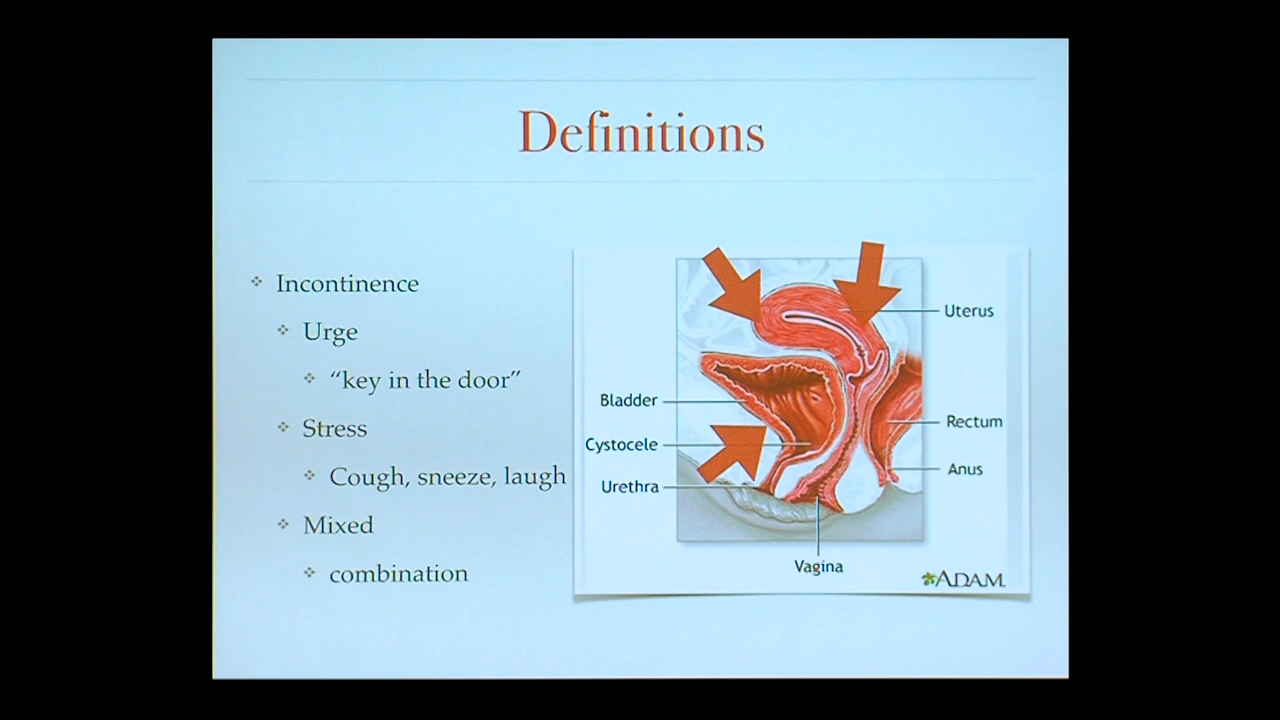 Definitions
Incontinence
Urge
“key in the door”
Stress
Cough, sneeze, laugh
Mixed
combination
Uterus
Bladder
Rectum
Cystocele
Anus
Urethra
Vagina
ADAM.